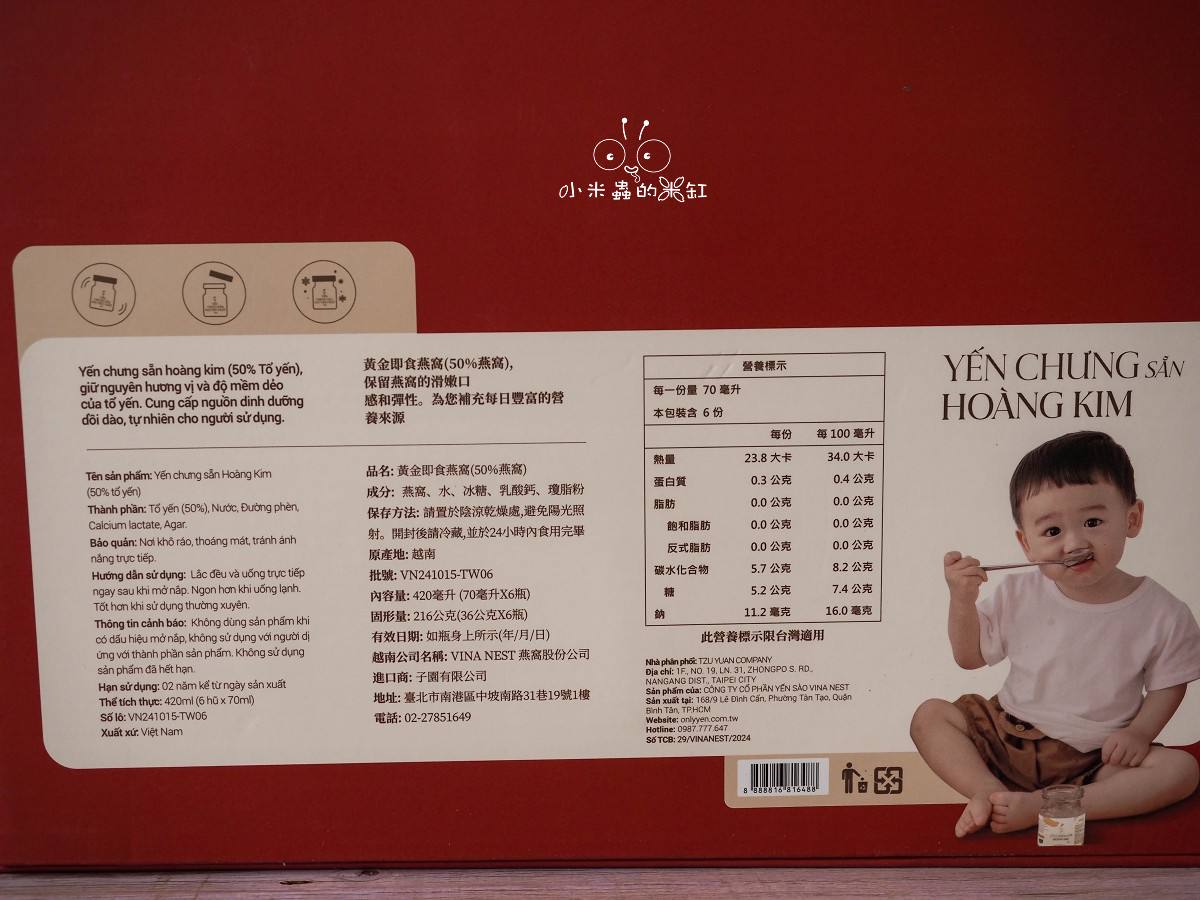 小米蟲的米缸
Yến chưng sẵn hoàng kim (50% Tổ yến),
giữ nguyên hương vị và độ mềm dẻo
của tổ yến. Cung cấp nguồn dinh dưỡng
dồi dào, tự nhiên cho người sử dụng.
黃金即食燕窩(50%燕窩),
保留燕窩的滑嫩口
感和彈性。為您補充每日豐富的營
養來源
Tên sản phẩm: Yến chưng sẵn Hoàng Kim
(50% tổ yến)
Thành phần: Tổ yến (50%), Nước, Đường phèn,
Calcium lactate, Agar.
Bảo quản: Nơi khô ráo, thoáng mát, tránh ánh
nắng trực tiếp.
Hướng dẫn sử dụng: Lắc đều và uống trực tiếp
ngay sau khi mở nắp. Ngon hơn khi uống lạnh.
Tốt hơn khi sử dụng thường xuyên.
Thông tin cảnh báo: Không dùng sản phẩm khi
có dấu hiệu mở nắp, không sử dụng với người dị
ứng với thành phần sản phẩm. Không sử dụng
sản phẩm đã hết hạn.
Hạn sử dụng: 02 năm kể từ ngày sản xuất
Thể tích thực: 420ml (6 hũ x 70ml)
Số lô: VN241015-TW06
Xuất xứ: Việt Nam
品名: 黃金即食燕窩(50%燕窩)
成分: 燕窩、水、冰糖、乳酸鈣、瓊脂粉
保存方法: 請置於陰涼乾燥處,避免陽光照
射。開封後請冷藏,並於24小時內食用完畢
原產地: 越南
批號: VN241015-TW06
內容量: 420毫升 (70毫升X6瓶)
固形量: 216公克(36公克X6瓶)
有效日期: 如瓶身上所示(年/月/日)
越南公司名稱: VINA NEST 燕窩股份公司
進口商: 子園有限公司
地址: 臺北市南港區中坡南路31巷19號1樓
電話: 02-27851649
營養標示
每一份量 70 毫升
本包裝含 6 份
每份 每 100 毫升
熱量 23.8 大卡 34.0 大卡
蛋白質 0.3 公克 0.4 公克
脂肪 0.0 公克 0.0 公克
飽和脂肪 0.0 公克 0.0 公克
反式脂肪 0.0 公克 0.0 公克
碳水化合物 5.7 公克 8.2 公克
糖 5.2 公克 7.4 公克
鈉 11.2 毫克 16.0 毫克
此營養標示限台灣適用
Nhà phân phối: TZU YUAN COMPANY
Địa chỉ: 1F., NO. 19, LN. 31, ZHONGPO S. RD.,
NANGANG DIST., TAIPEI CITY
Sản phẩm của: CÔNG TY CỔ PHẦN YẾN SÀO VINA NEST
Sản xuất tại: 168/9 Lê Đình Cẩn, Phường Tân Tạo, Quận
Bình Tân, TP.HCM
Website: onlyyen.com.tw
Hotline: 0987.777.647
Số TCB: 29/VINANEST/2024
8 888816 816488
YẾN CHƯNG SẴN
HOÀNG KIM